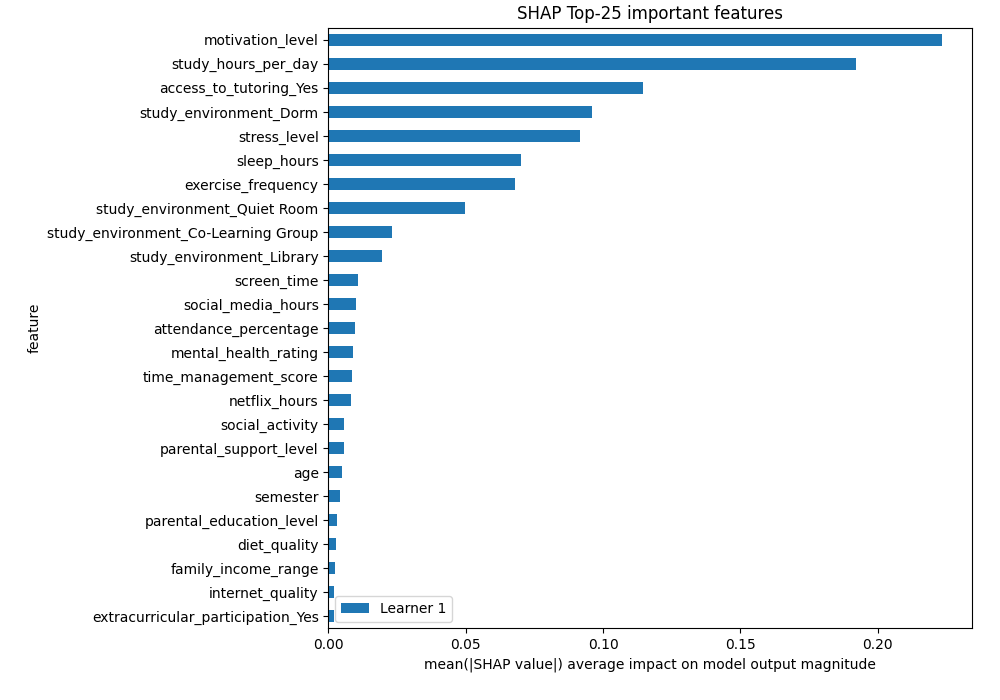 SHAP Top-25 important features
motivation_level
study_hours_per_day
access_to_tutoring_Yes
study_environment_Dorm
stress_level
sleep_hours
exercise_frequency
study_environment_Quiet Room
study_environment_Co-Learning Group
study_environment_Library
screen_time
social_media_hours
attendance_percentage
mental_health_rating
time_management_score
netflix_hours
social_activity
parental_support_level
age
semester
parental_education_level
diet_quality
family_income_range
internet_quality
extracurricular_participation_Yes
feature
Learner 1
0.00 0.05 0.10 0.15 0.20
mean(|SHAP value|) average impact on model output magnitude